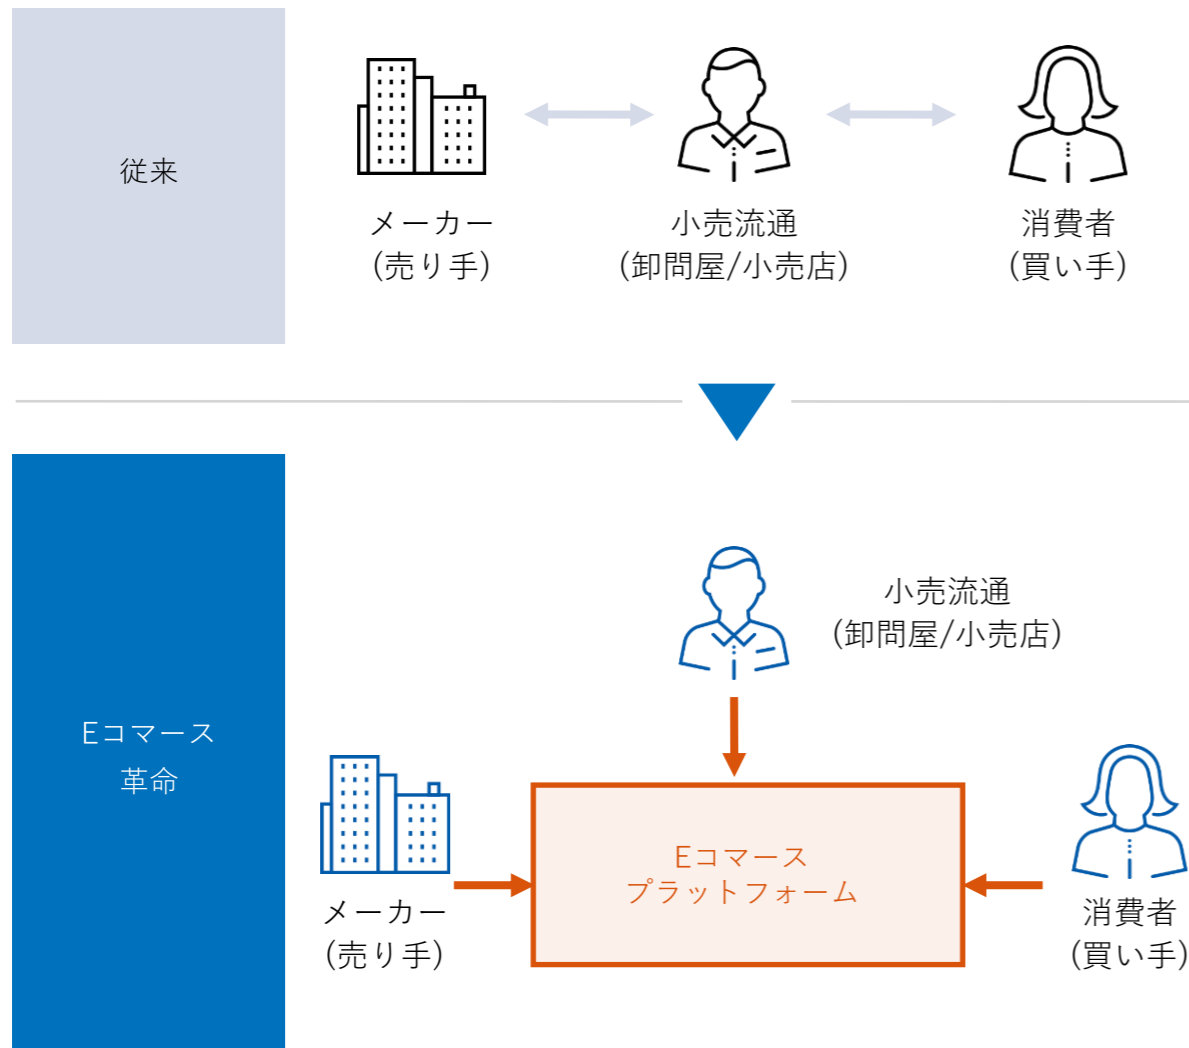 従来
メーカー
(売り手)
小売流通
(卸問屋/小売店)
消費者
(買い手)
Eコマース
革命
小売流通
(卸問屋/小売店)
メーカー
(売り手)
Eコマース
プラットフォーム
消費者
(買い手)